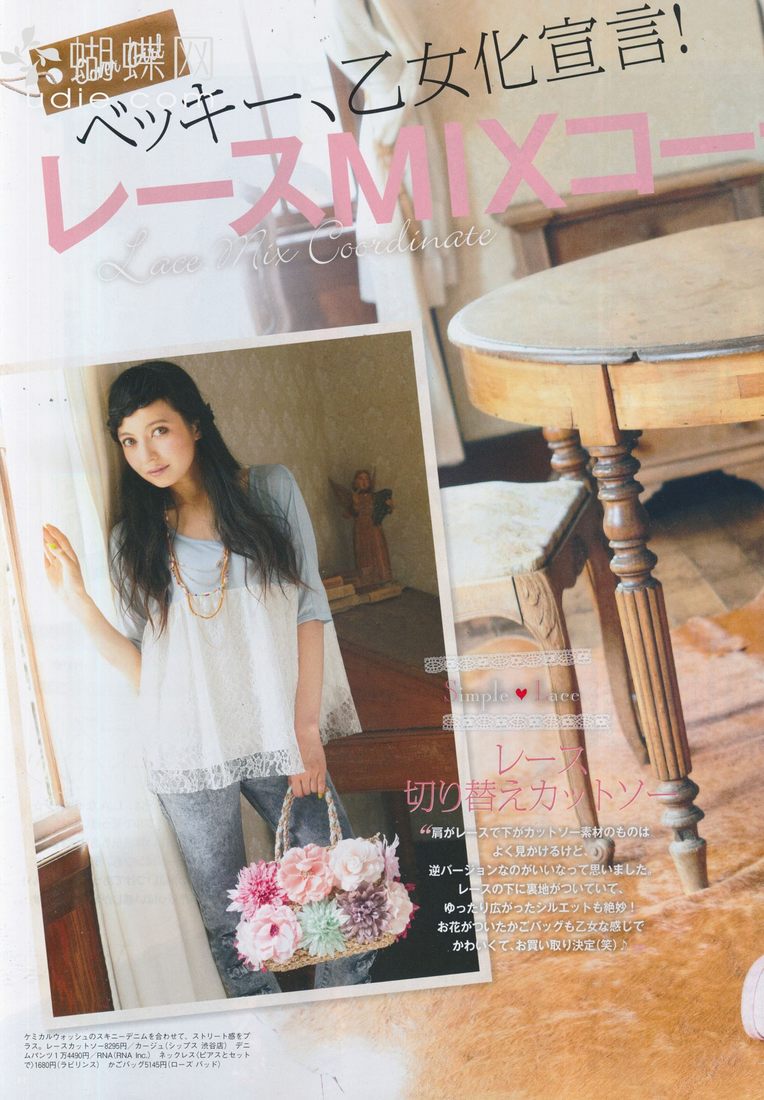 蝴蝶网
udie.com
ベッキー、乙女化宣言!
レースMIXコー
Lace Mix Coordinate
Simple ♥ Lace
レース
切り替えカットソー
“肩がレースで下がカットソー素材のものは
よく見かけるけど、
逆バージョンなのがいいなって思いました。
レースの下に裏地がついていて、
ゆったり広がったシルエットも絶妙!
お花がついたかごバッグも乙女な感じで
かわいくて、お買い取り決定(笑)♪
ケミカルウォッシュのスキニーデニムを合わせて、ストリート感をプ
ラス。レースカットソー8295円/カージュ(シップス 渋谷店) デニ
ムパンツ1万4490円/RNA(RNA Inc.) ネックレス(ピアスとセット
で)1680円(ラビリンス) かごバッグ5145円(ローズ バッド)